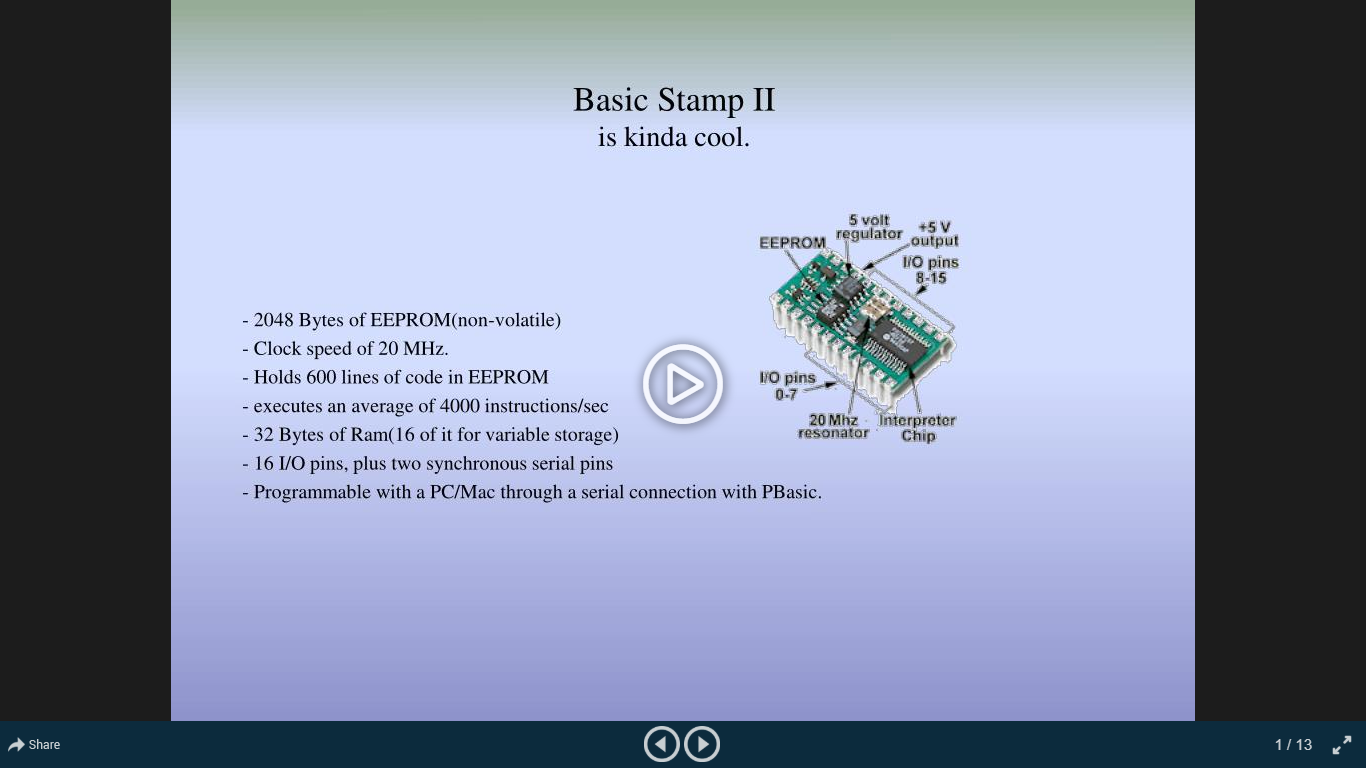 Basic Stamp II
is kinda cool.
5 volt
regulator
+5 V
output
EEPROM
I/O pins
8-15
- 2048 Bytes of EEPROM(non-volatile)
- Clock speed of 20 MHz.
- Holds 600 lines of code in EEPROM
- executes an average of 4000 instructions/sec
- 32 Bytes of Ram(16 of it for variable storage)
- 16 I/O pins, plus two synchronous serial pins
- Programmable with a PC/Mac through a serial connection with PBasic.
I/O pins
0-7
20 Mhz
resonator
Interpreter
Chip
Share
1 / 13